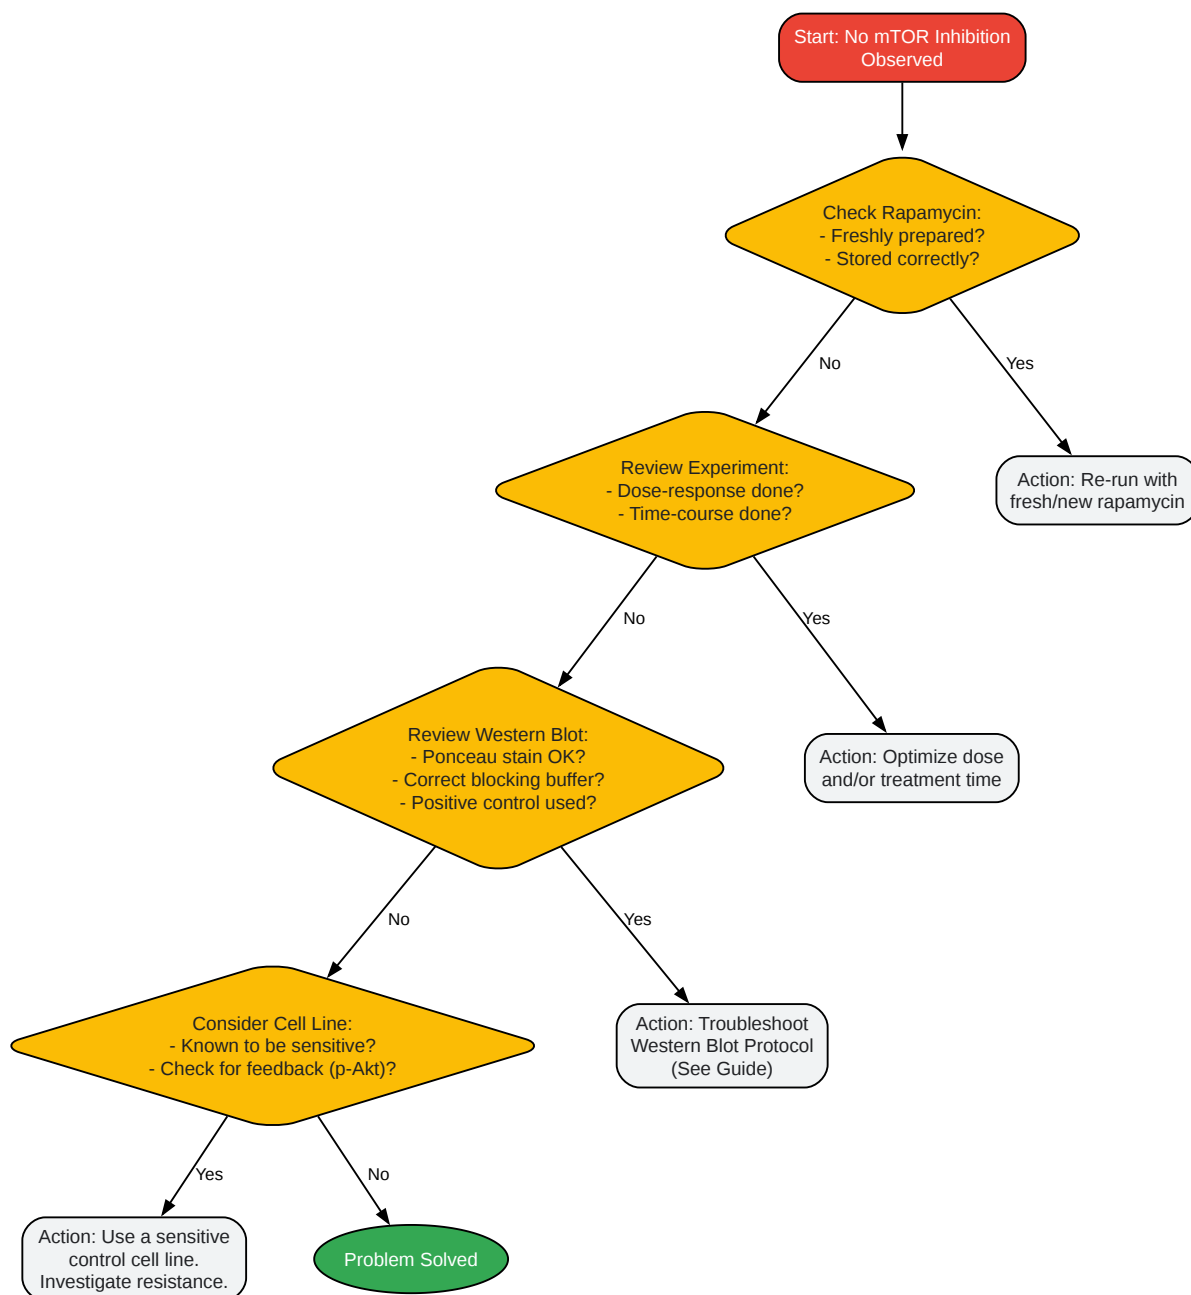 Start: No mTOR Inhibition
Observed
Check Rapamycin:
- Freshly prepared?
- Stored correctly?
No
Yes
Review Experiment:
- Dose-response done?
- Time-course done?
Action: Re-run with
fresh/new rapamycin
No
Yes
Review Western Blot:
- Ponceau stain OK?
- Correct blocking buffer?
- Positive control used?
Action: Optimize dose
and/or treatment time
No
Yes
Consider Cell Line:
- Known to be sensitive?
- Check for feedback (p-Akt)?
Action: Troubleshoot
Western Blot Protocol
(See Guide)
Yes
No
Action: Use a sensitive
control cell line.
Investigate resistance.
Problem Solved